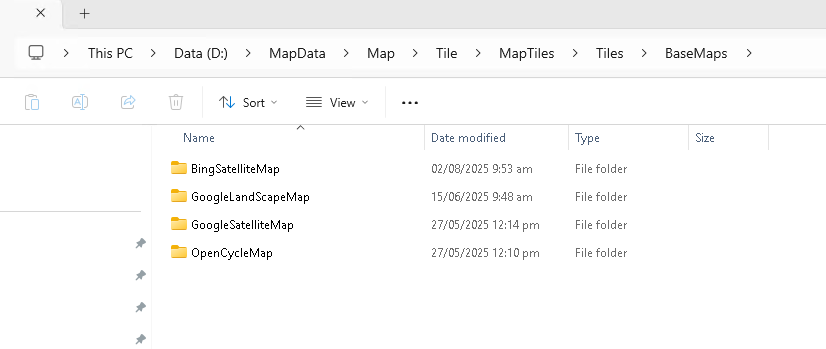 This PC > Data (D:) > MapData > Map > Tile > MapTiles > Tiles > BaseMaps >
Sort View
Name Date modified Type Size
BingSatelliteMap 02/08/2025 9:53 am File folder
GoogleLandScapeMap 15/06/2025 9:48 am File folder
GoogleSatelliteMap 27/05/2025 12:14 pm File folder
OpenCycleMap 27/05/2025 12:10 pm File folder